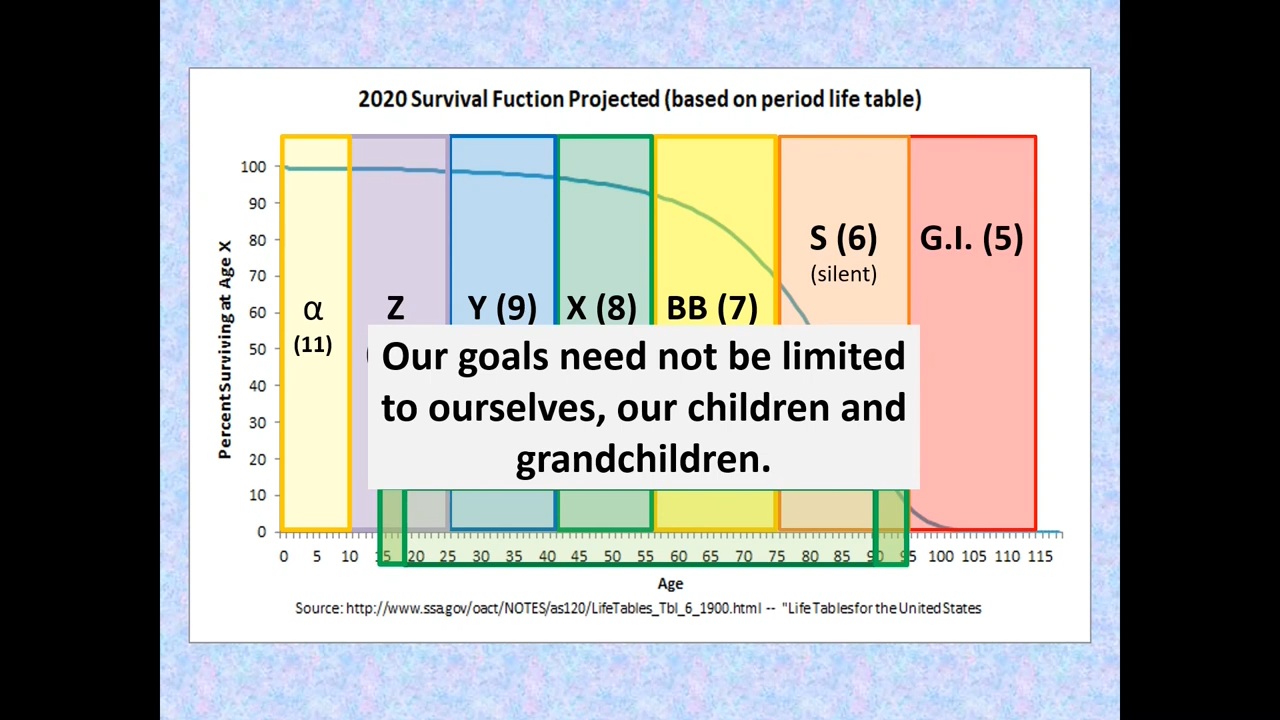 2020 Survival Fuction Projected (based on period life table)
Percent Surviving at Age X
100
90
80
70
60
50
40
30
20
10
0
α
(11)
Z
Y (9)
X (8)
BB (7)
S (6)
(silent)
G.I. (5)
Our goals need not be limited
to ourselves, our children and
grandchildren.
0 5 10 15 20 25 30 35 40 45 50 55 60 65 70 75 80 85 90 95 100 105 110 115
Age
Source: http://www.ssa.gov/oact/NOTES/as120/LifeTables_Tbl_6_1900.html -- "Life Tables for the United States